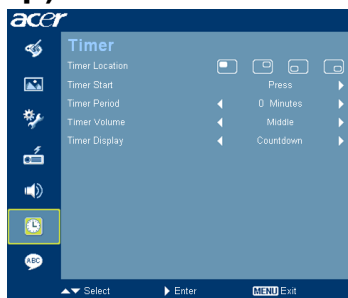 acer
Timer
Timer Location
Timer Start Press
Timer Period 0 Minutes
Timer Volume Middle
Timer Display Countdown
ABC
Select Enter MENU Exit